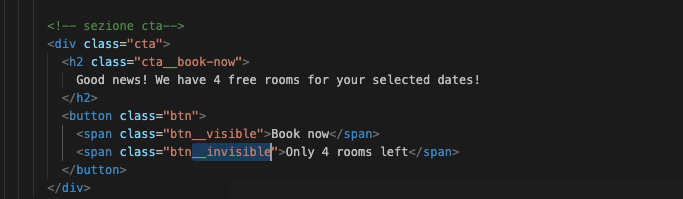 <!-- sezione cta-->
<div class="cta">
<h2 class="cta__book-now">
Good news! We have 4 free rooms for your selected dates!
</h2>
<button class="btn">
<span class="btn__visible">Book now</span>
<span class="btn__invisible">Only 4 rooms left</span>
</button>
</div>